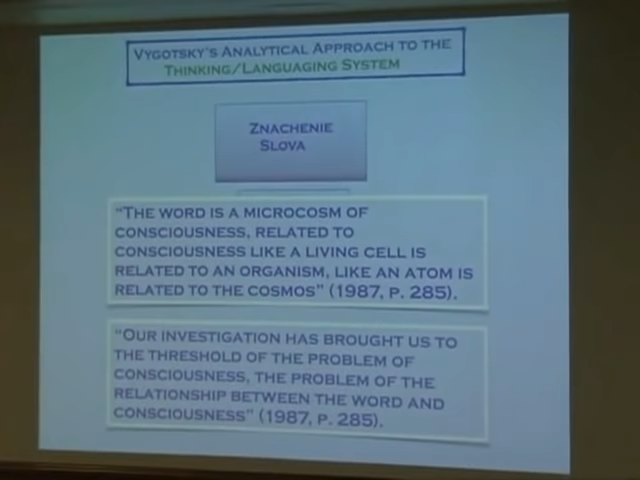 VYGOTSKY'S ANALYTICAL APPROACH TO THE
THINKING/LANGUAGING SYSTEM
ZNACHENIE
SLOVA
"THE WORD IS A MICROCOSM OF
CONSCIOUSNESS, RELATED TO
CONSCIOUSNESS LIKE A LIVING CELL IS
RELATED TO AN ORGANISM, LIKE AN ATOM IS
RELATED TO THE COSMOS" (1987, P. 285).
"OUR INVESTIGATION HAS BROUGHT US TO
THE THRESHOLD OF THE PROBLEM OF
CONSCIOUSNESS, THE PROBLEM OF THE
RELATIONSHIP BETWEEN THE WORD AND
CONSCIOUSNESS" (1987, P. 285).